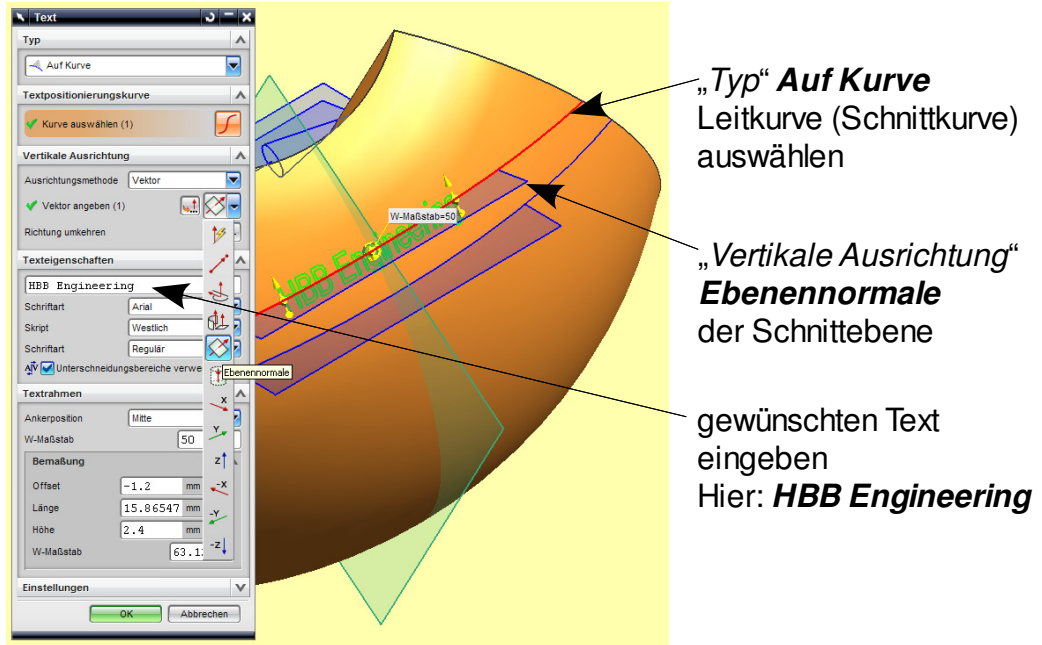 Text
Typ
Auf Kurve
Textpositionierungskurve
Kurve auswählen (1)
Vertikale Ausrichtung
Ausrichtungsmethode Vektor
Vektor angeben (1)
Richtung umkehren
Texteigenschaften
HBB Engineering
Schriftart Arial
Skript Westlich
Schriftart Regulär
Unterschneidungsbereiche
Ebenennormale
Textrahmen
Ankerposition Mitte
W-Maßstab 50
Bemaßung
Offset -1.2 mm
Länge 15.86547 mm
Höhe 2.4 mm
W-Maßstab
Einstellungen
OK Abbrechen
X
Y
Z
-X
-Y
-Z
W-Maßstab=50
HBB Engineering
„Typ“ Auf Kurve
Leitkurve (Schnittkurve)
auswählen
„Vertikale Ausrichtung“
Ebenennormale
der Schnittebene
gewünschten Text
eingeben
Hier: HBB Engineering